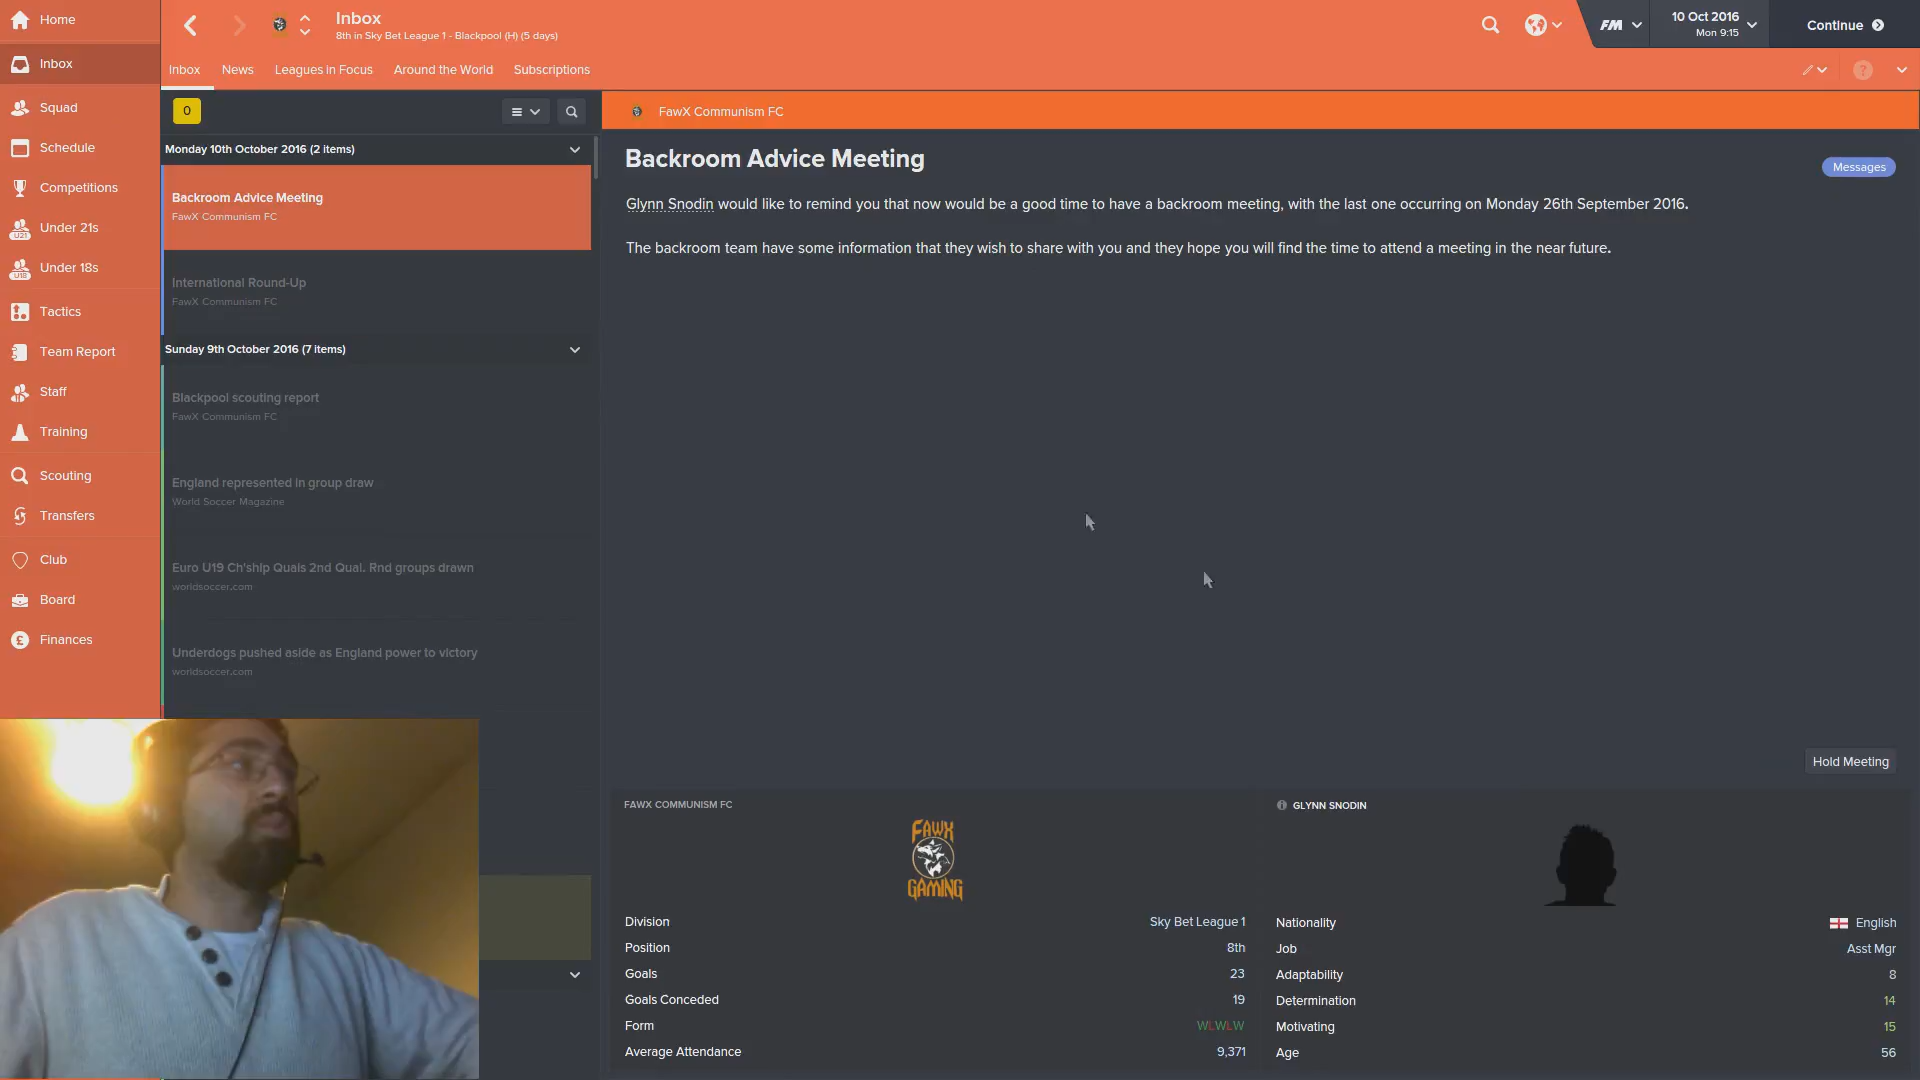 Home
Inbox
Squad
Schedule
Competitions
Under 21s
Under 18s
Tactics
Team Report
Staff
Training
Scouting
Transfers
Club
Board
Finances
Inbox
8th in Sky Bet League 1 - Blackpool (H) (5 days)
FM
10 Oct 2016
Mon 9:15
Continue
Inbox News Leagues In Focus Around the World Subscriptions
?
0
Monday 10th October 2016 (2 items)
Backroom Advice Meeting
FawX Communism FC
International Round-Up
FawX Communism FC
Sunday 9th October 2016 (7 items)
Blackpool scouting report
FawX Communism FC
England represented in group draw
World Soccer Magazine
Euro U19 Ch'ship Quals 2nd Qual. Rnd groups drawn
worldsoccer.com
Underdogs pushed aside as England power to victory
worldsoccer.com
FawX Communism FC
Backroom Advice Meeting
Messages
Glynn Snodin would like to remind you that now would be a good time to have a backroom meeting, with the last one occurring on Monday 26th September 2016.
The backroom team have some information that they wish to share with you and they hope you will find the time to attend a meeting in the near future.
Hold Meeting
FAWX COMMUNISM FC
FAWX
GAMING
Division Sky Bet League 1
Position 8th
Goals 23
Goals Conceded 19
Form WLWLW
Average Attendance 9,371
GLYNN SNODIN
Nationality English
Job Asst Mgr
Adaptability 8
Determination 14
Motivating 15
Age 56